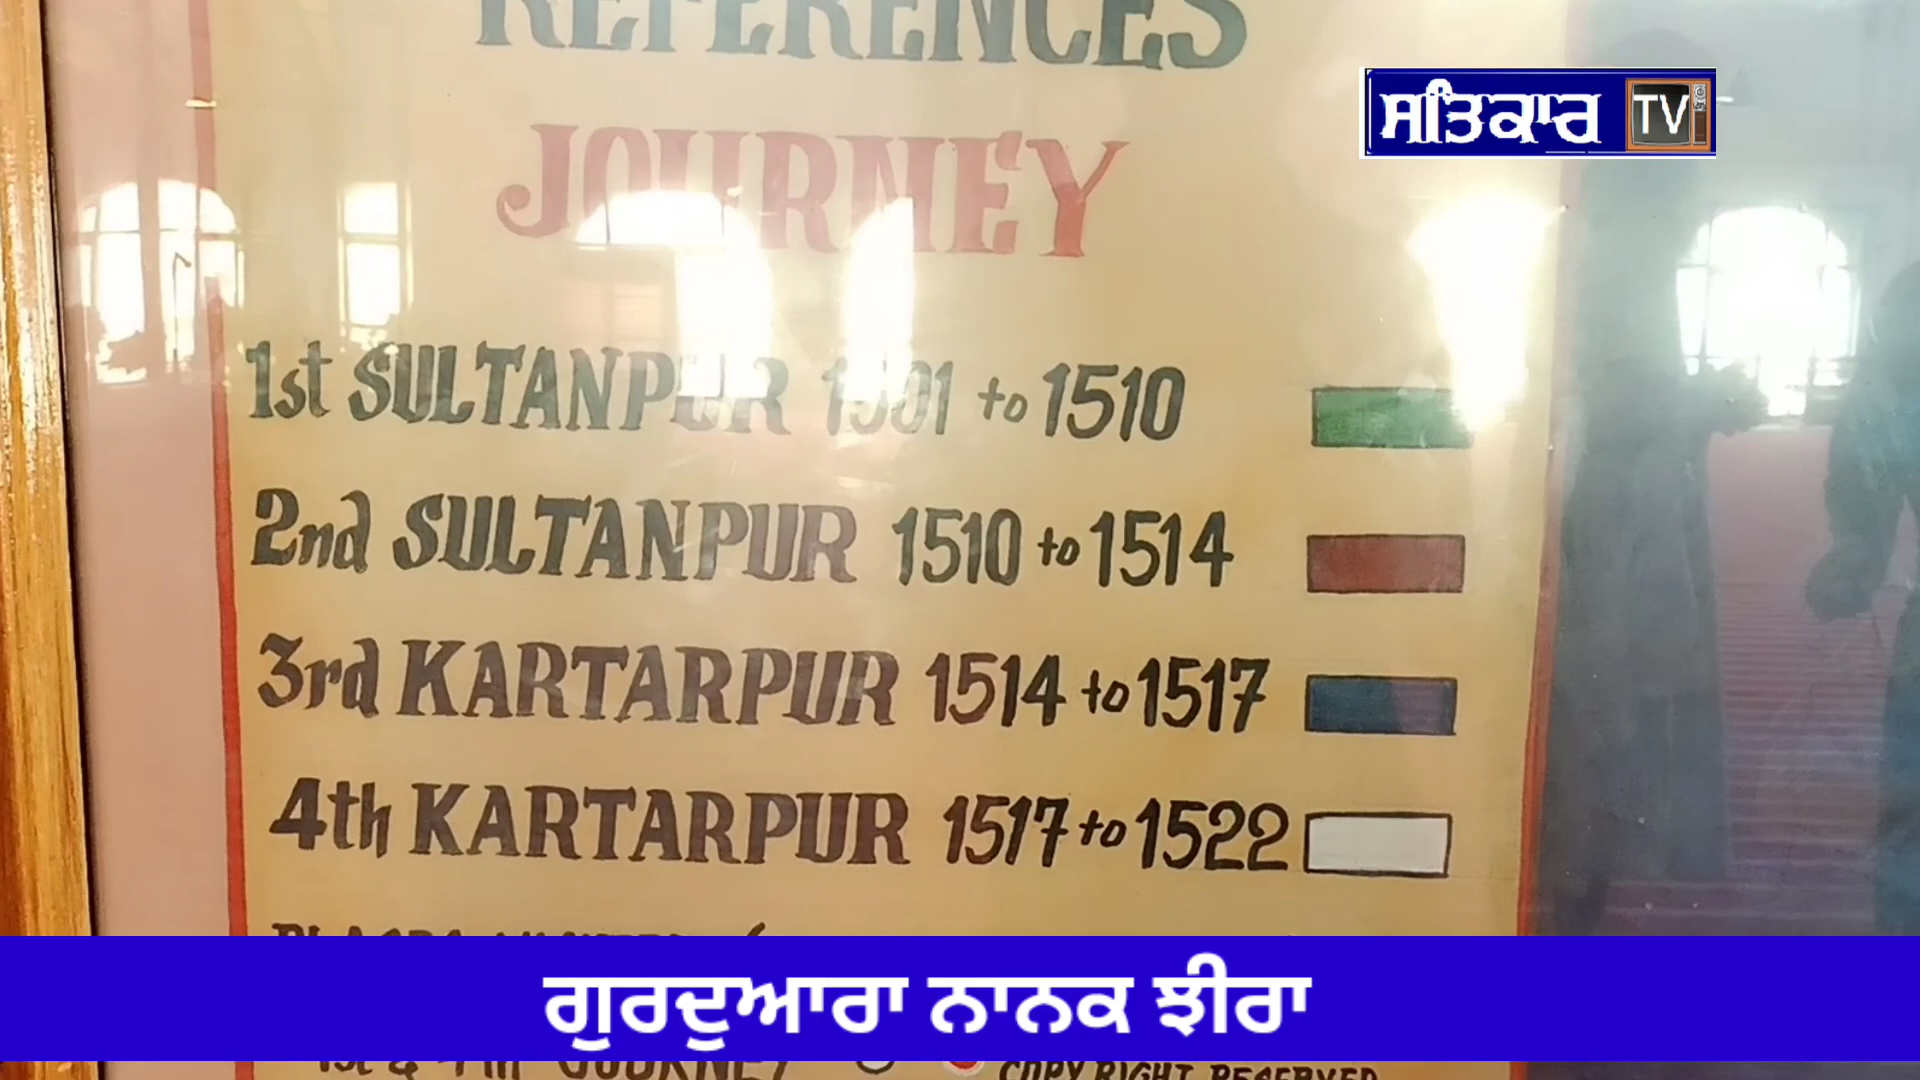 REFERENCES
JOURNEY
ਸਤਿਕਾਰ TV
1st SULTANPUR 1501 to 1510
2nd SULTANPUR 1510 to 1514
3rd KARTARPUR 1514 to 1517
4th KARTARPUR 1517 to 1522
ਗੁਰਦੁਆਰਾ ਨਾਨਕ ਝੀਰਾ
COPY RIGHT RESERVED